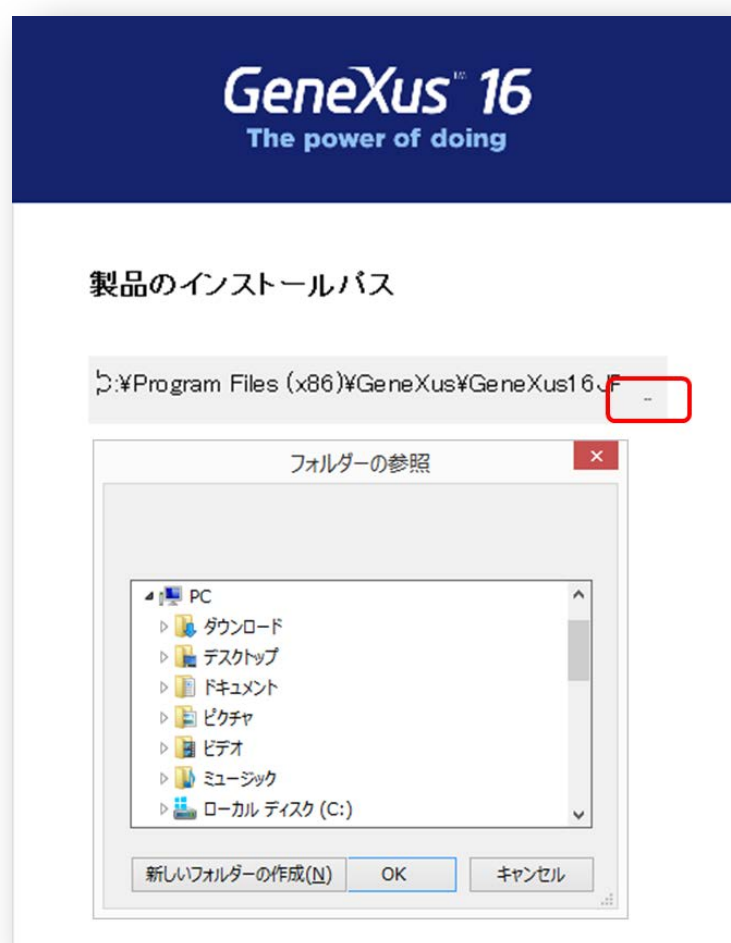 GeneXus™ 16
The power of doing
製品のインストールパス
C:¥Program Files (x86)¥GeneXus¥GeneXus16JP
...
フォルダーの参照
PC
ダウンロード
デスクトップ
ドキュメント
ピクチャ
ビデオ
ミュージック
ローカル ディスク (C:)
新しいフォルダーの作成(N)
OK
キャンセル